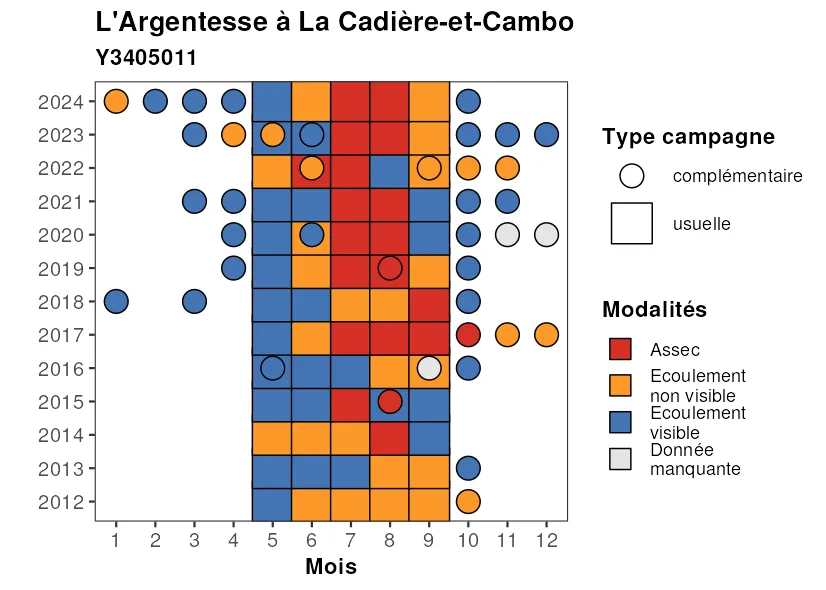 L'Argentesse à La Cadière-et-Cambo
Y3405011
2024
2023
2022
2021
2020
2019
2018
2017
2016
2015
2014
2013
2012
1 2 3 4 5 6 7 8 9 10 11 12
Mois
Type campagne
complémentaire
usuelle
Modalités
Assec
Ecoulement
non visible
Ecoulement
visible
Donnée
manquante